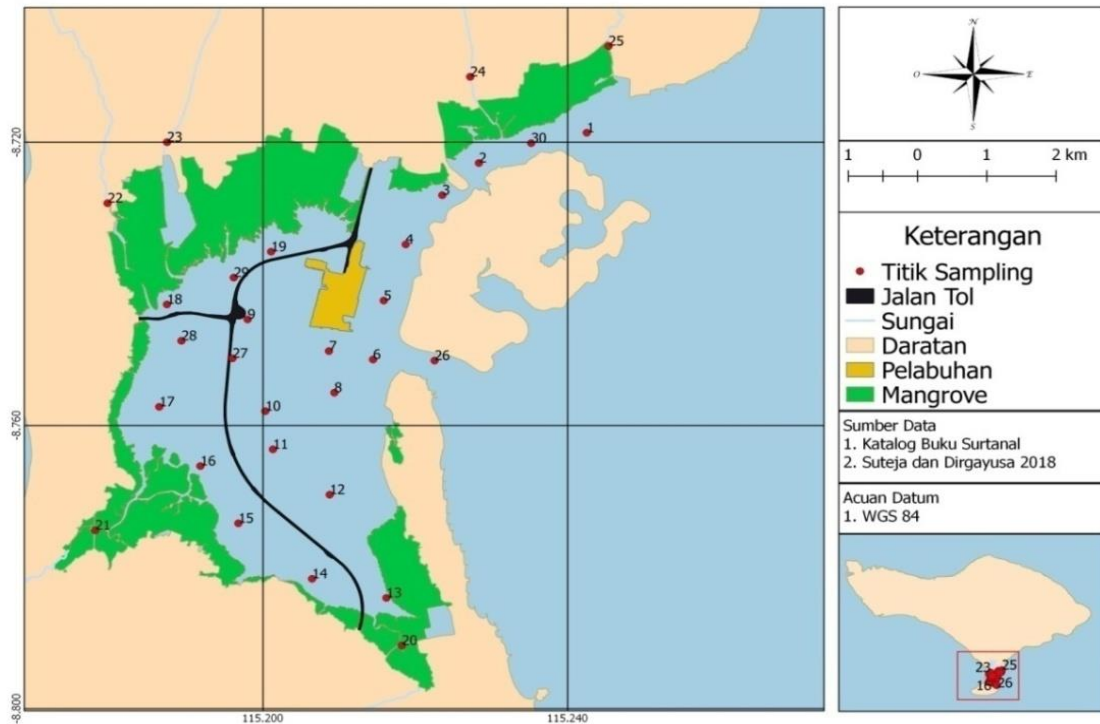 25
24
23
-8.720
30
1
2
3
22
4
19
29
5
18
9
28
27
7
6
26
8
17
10
-8.760
11
16
12
15
21
14
13
20
-8.800
115.200
115.240
N
O
E
S
1 0 1 2 km
Keterangan
Titik Sampling
Jalan Tol
Sungai
Daratan
Pelabuhan
Mangrove
Sumber Data
1. Katalog Buku Surtanal
2. Suteja dan Dirgayusa 2018
Acuan Datum
1. WGS 84
23 25
16 26